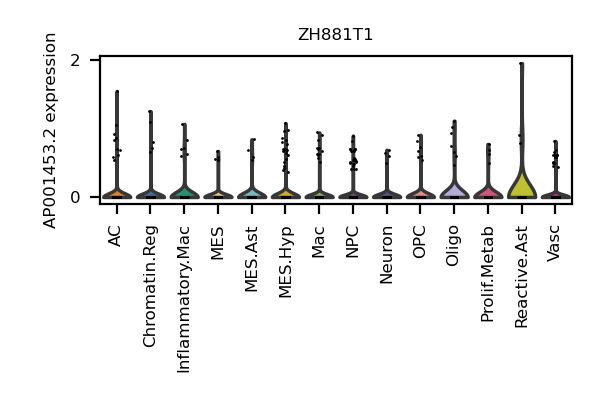 ZH881T1
AP001453.2 expression
2
0
AC
Chromatin.Reg
Inflammatory.Mac
MES
MES.Ast
MES.Hyp
Mac
NPC
Neuron
OPC
Oligo
Prolif.Metab
Reactive.Ast
Vasc